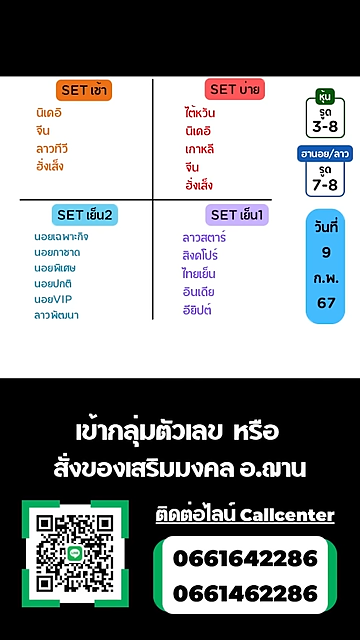 SET เช้า
นิเคอิ
จีน
ลาวทีวี
ฮั่งเส็ง
SET บ่าย
ไต้หวัน
นิเคอิ
เกาหลี
จีน
ฮั่งเส็ง
หุ้น
รูด
3-8
ฮานอย/ลาว
รูด
7-8
SET เย็น2
นอยเฉพาะกิจ
นอยกาชาด
นอยพิเศษ
นอยปกติ
นอยVIP
ลาวพัฒนา
SET เย็น1
ลาวสตาร์
สิงคโปร์
ไทยเย็น
อินเดีย
อียิปต์
วันที่
9
ก.พ.
67
เข้ากลุ่มตัวเลข หรือ
สั่งของเสริมมงคล อ.ฌาน
ติดต่อไลน์ Callcenter
0661642286
0661462286